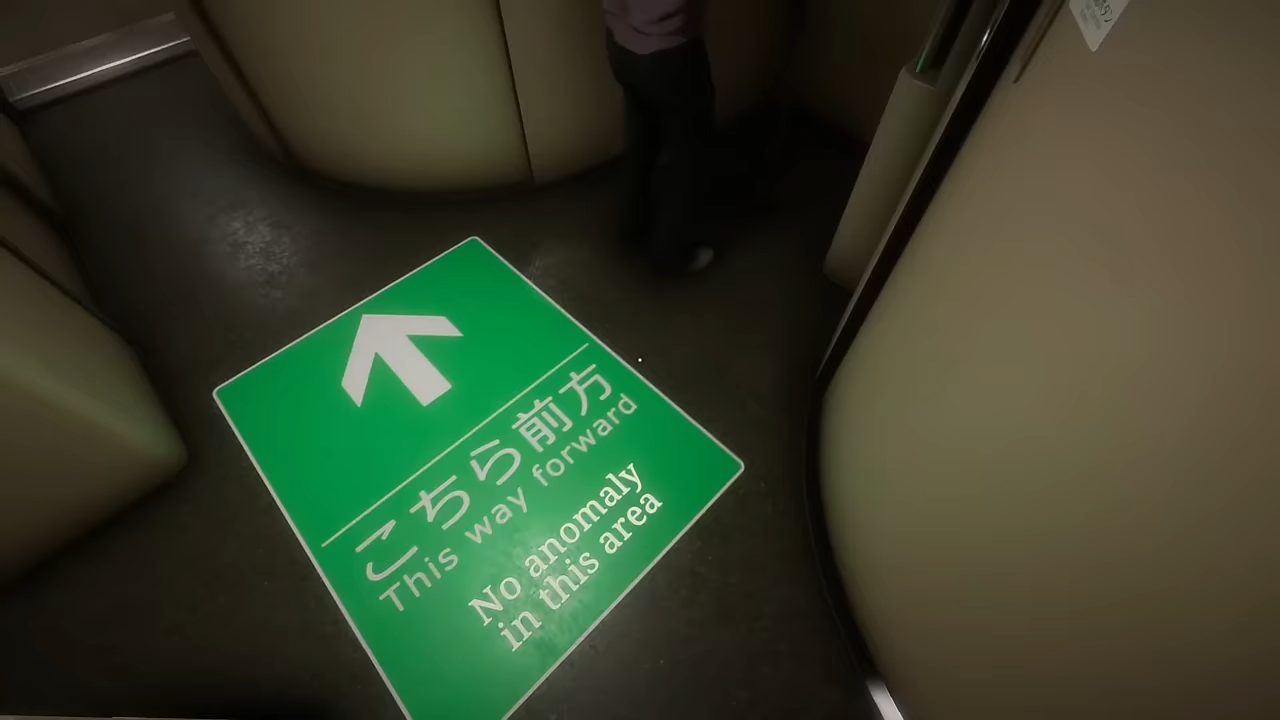 こちら前方
This way forward
No anomaly
in this area